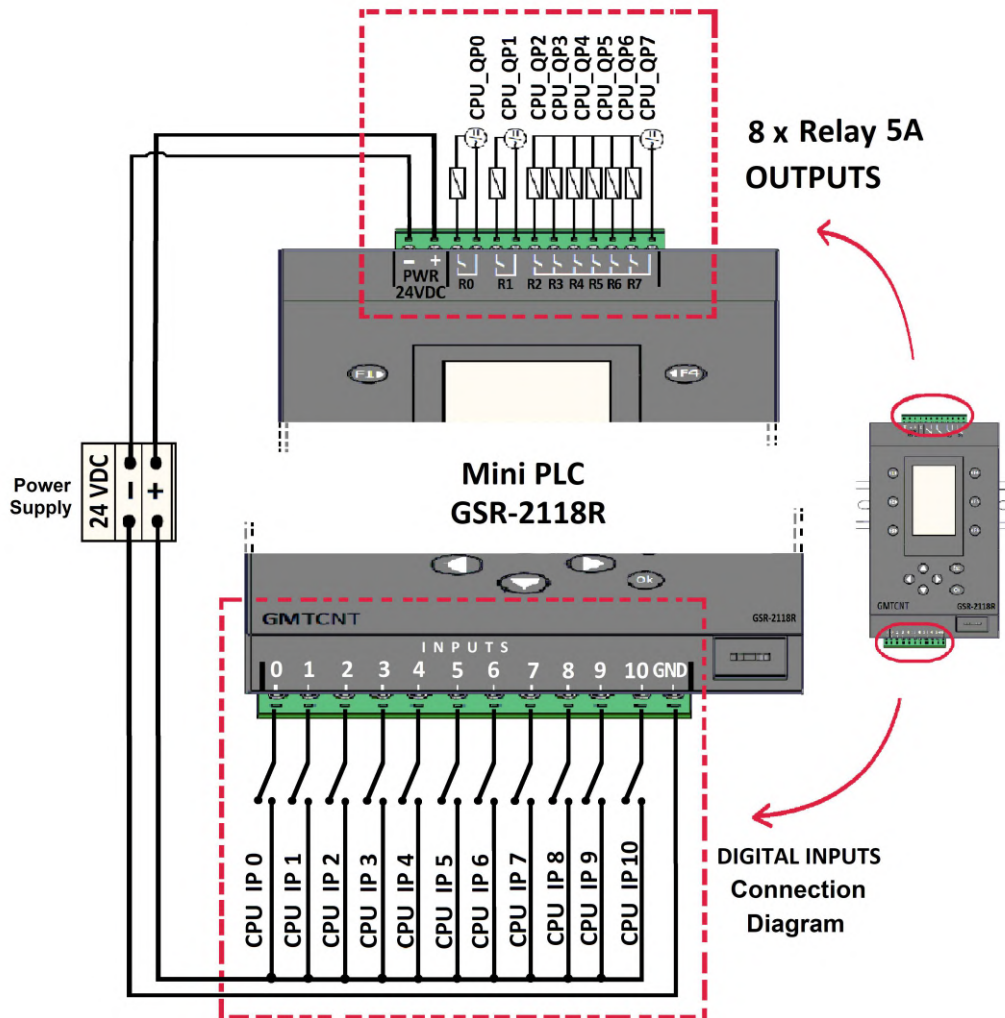 CPU_QP0
CPU_QP1
CPU_QP2
CPU_QP3
CPU_QP4
CPU_QP5
CPU_QP6
CPU_QP7
8 x Relay 5A
OUTPUTS
- +
PWR
24VDC
R0 R1 R2 R3 R4 R5 R6 R7
F1
F4
Power
Supply
24 VDC
- +
Mini PLC
GSR-2118R
Ok
GMTCNT
GSR-2118R
INPUTS
0 1 2 3 4 5 6 7 8 9 10 GND
CPU IP 0
CPU IP 1
CPU IP 2
CPU IP 3
CPU IP 4
CPU IP 5
CPU IP 6
CPU IP 7
CPU IP 8
CPU IP 9
CPU IP 10
GMTCNT
GSR-2118R
DIGITAL INPUTS
Connection
Diagram